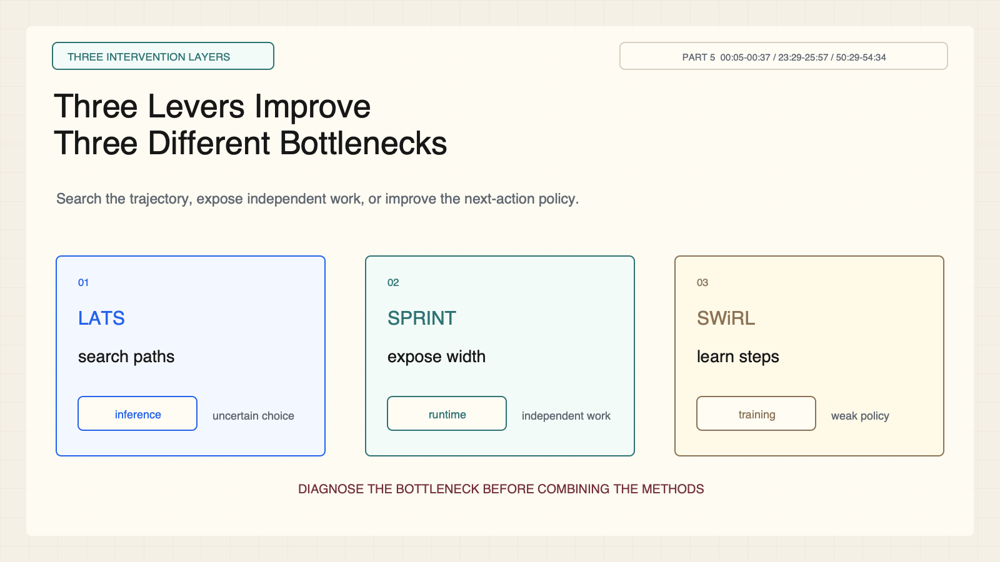 THREE INTERVENTION LAYERS
PART 5  00:05-00:37 / 23:29-25:57 / 50:29-54:34
Three Levers Improve
Three Different Bottlenecks
Search the trajectory, expose independent work, or improve the next-action policy.
01
LATS
search paths
inference
uncertain choice
02
SPRINT
expose width
runtime
independent work
03
SWiRL
learn steps
training
weak policy
DIAGNOSE THE BOTTLENECK BEFORE COMBINING THE METHODS